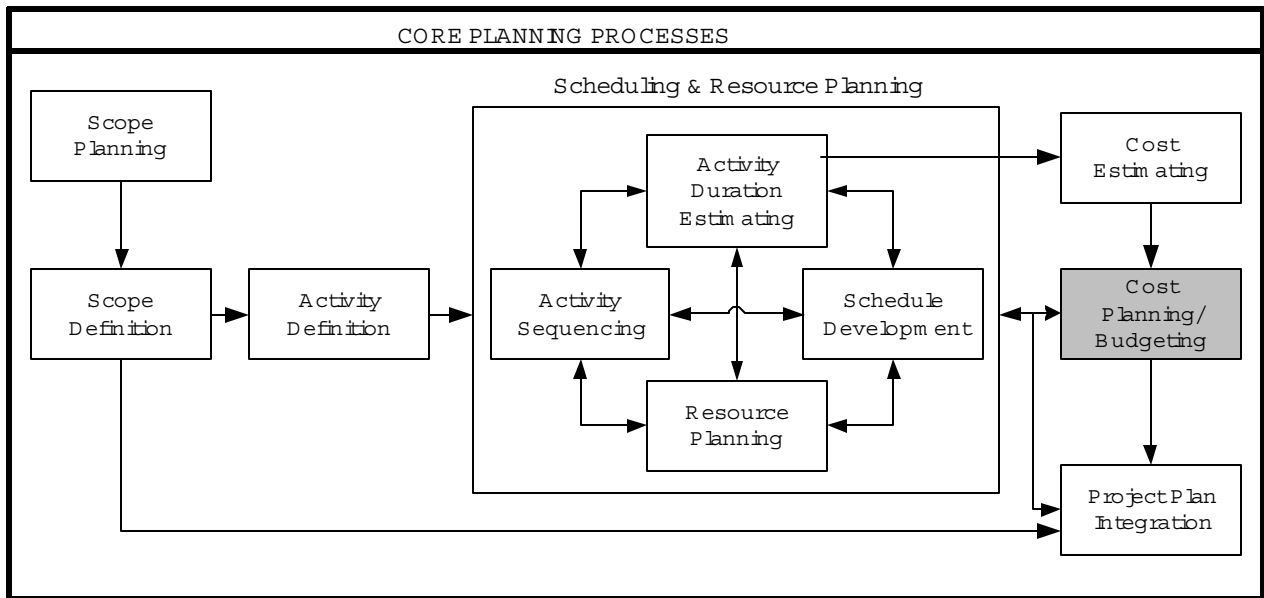 CORE PLANNING PROCESSES
Scheduling & Resource Planning
Scope
Planning
Activity
Duration
Estimating
Cost
Estimating
Scope
Definition
Activity
Definition
Activity
Sequencing
Schedule
Development
Cost
Planning/
Budgeting
Resource
Planning
Project Plan
Integration